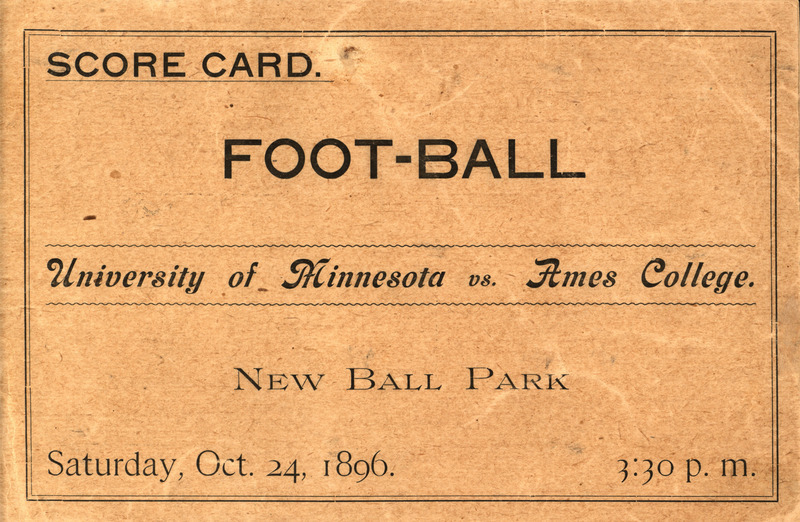 SCORE CARD.
FOOT-BALL
University of Minnesota vs. Ames College.
New Ball Park
Saturday, Oct. 24, 1896.
3:30 p. m.